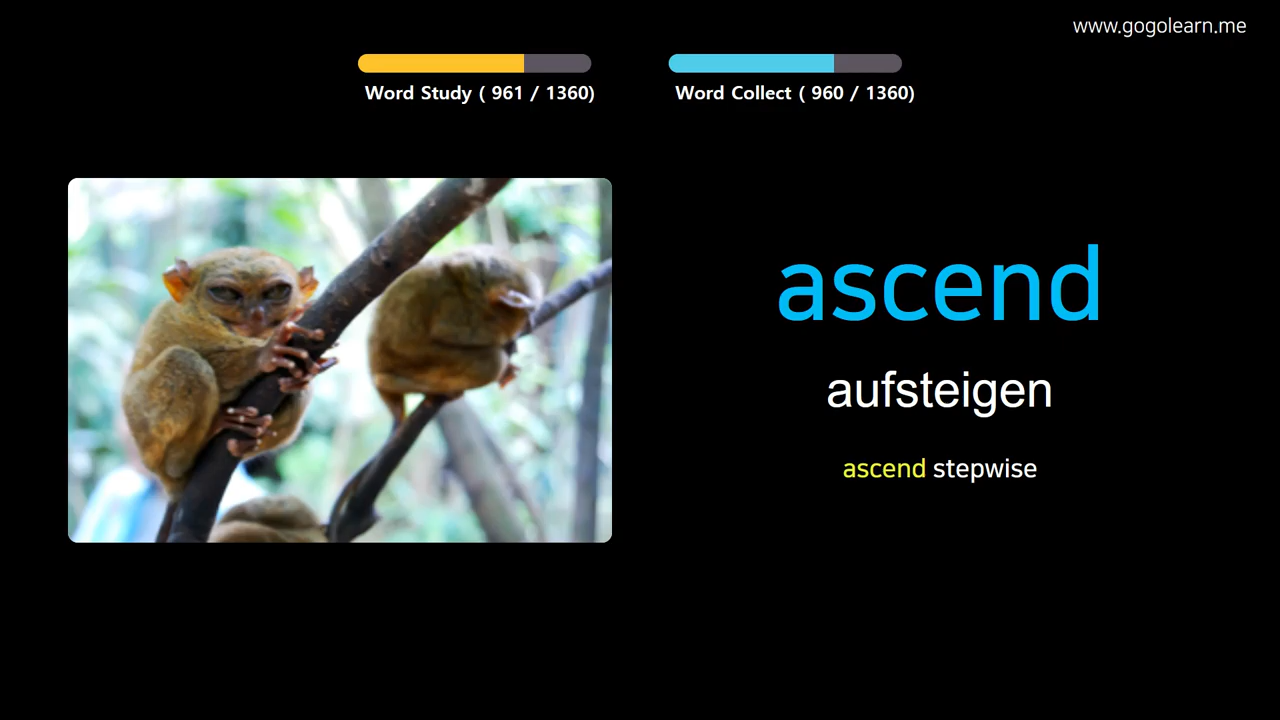 www.gogolearn.me
Word Study ( 961 / 1360)
Word Collect ( 960 / 1360)
ascend
aufsteigen
ascend stepwise